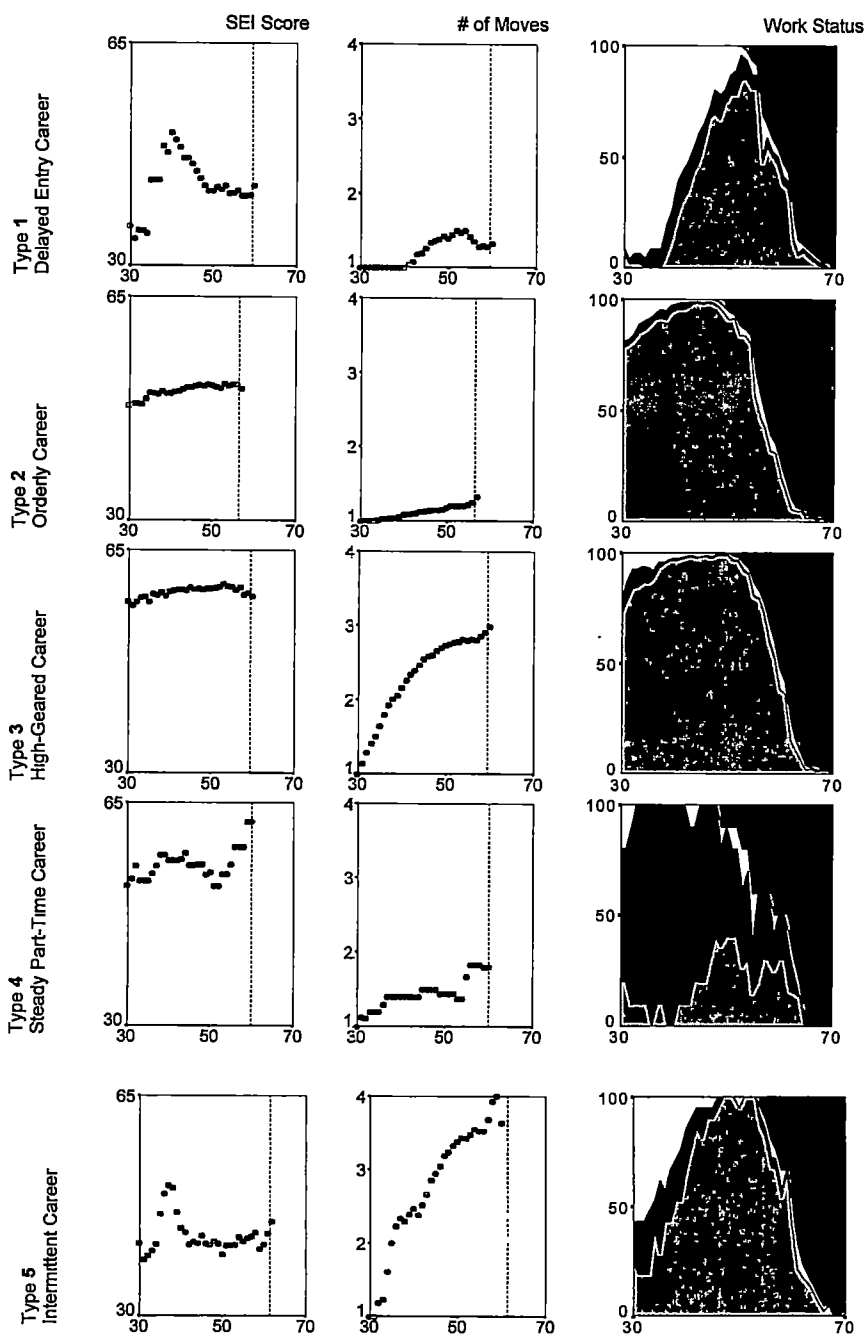 SEI Score # of Moves Work Status
Type 1
Delayed Entry Career
65
30
30 50 70
4
3
2
1
30 50 70
100
50
0
30 70
Type 2
Orderly Career
65
30
30 50 70
4
3
2
1
30 50 70
100
50
0
30 70
Type 3
High-Geared Career
65
30
30 50 70
4
3
2
1
30 50 70
100
50
0
30 70
Type 4
Steady Part-Time Career
65
30
30 50 70
4
3
2
1
30 50 70
100
50
0
30 70
Type 5
Intermittent Career
65
30
30 50 70
4
3
2
1
30 50 70
100
50
0
30 70